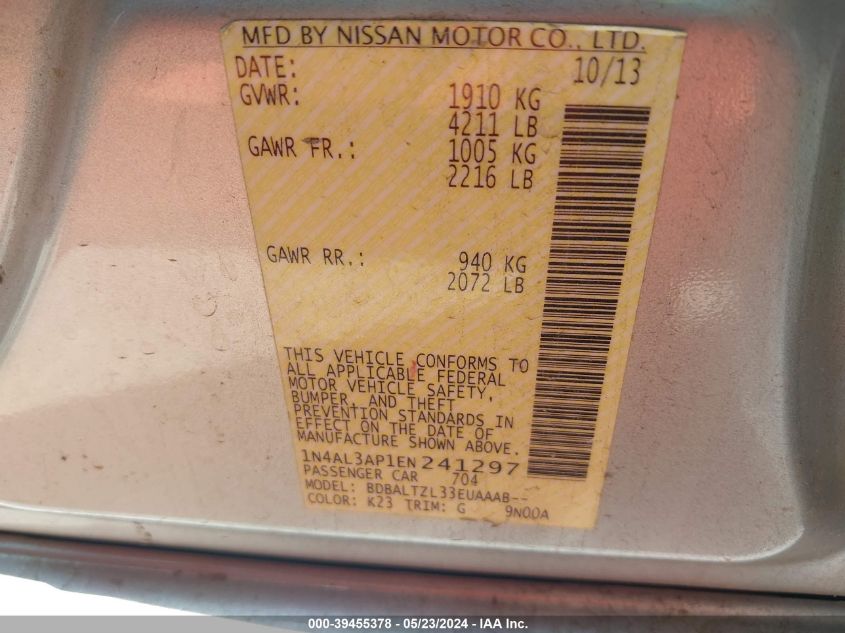 MFD BY NISSAN MOTOR CO., LTD.
DATE: 10/13
GVWR: 1910 KG
4211 LB
GAWR FR.: 1005 KG
2216 LB
GAWR RR.: 940 KG
2072 LB
THIS VEHICLE CONFORMS TO
ALL APPLICABLE FEDERAL
MOTOR VEHICLE SAFETY,
BUMPER, AND THEFT
PREVENTION STANDARDS IN
EFFECT ON THE DATE OF
MANUFACTURE SHOWN ABOVE.
1N4AL3AP1EN241297
PASSENGER CAR 704
MODEL: BDBALTZL33EUAAAB--
COLOR: K23 TRIM: G 9N00A
000-39455378 - 05/23/2024 - IAA Inc.